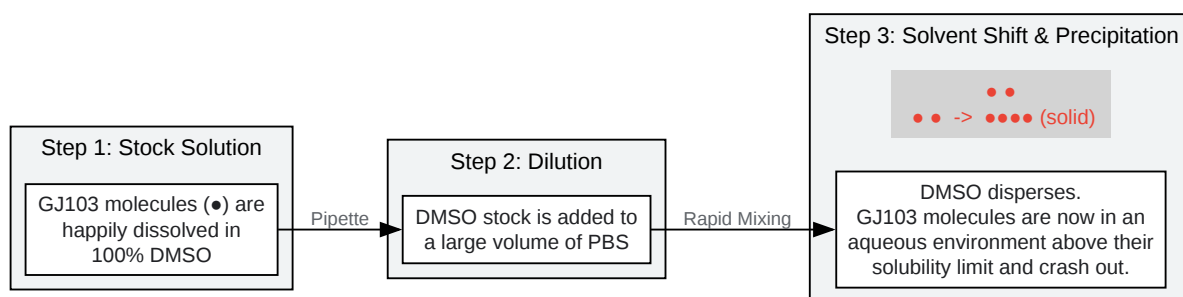 Step 1: Stock Solution
GJ103 molecules (●) are
happily dissolved in
100% DMSO
Pipette
Step 2: Dilution
DMSO stock is added to
a large volume of PBS
Rapid Mixing
Step 3: Solvent Shift & Precipitation
● ●
● ● -> ●●●● (solid)
DMSO disperses.
GJ103 molecules are now in an
aqueous environment above their
solubility limit and crash out.